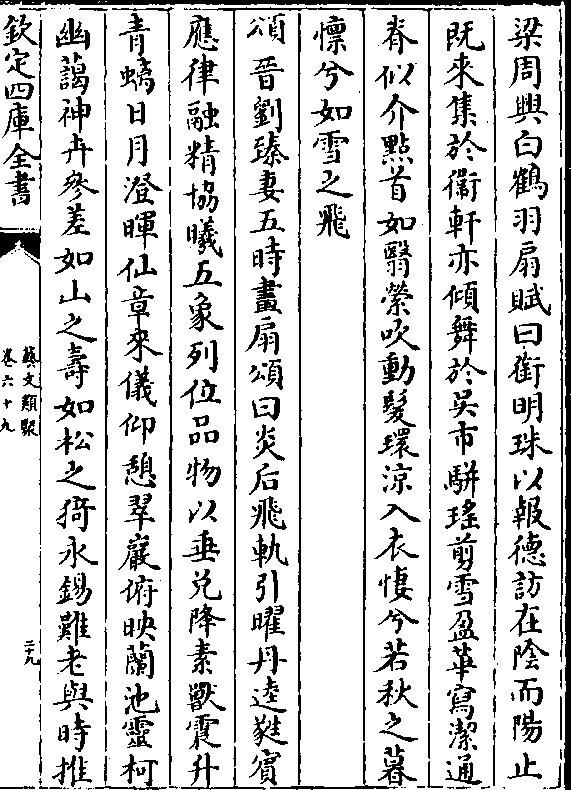 梁周興白鶴羽扇賦曰銜明珠以報德訪在陰而陽止
既來集於衛軒亦傾舞於吳市騈瑤剪雪盈華寫潔通
脊似介點首如翳縈吹動髮環涼入衣悽兮若秋之暮
懔兮如雪之飛
頌晉劉臻妻五時畫扇頌曰炎后飛軌引曜丹逵蕤賓
應律融精協曦五象列位品物以垂兌降素獸震升
青螭日月澄暉仙章來儀仰憩翠巖俯映蘭池靈柯
幽藹神卉參差如山之壽如松之猗永錫難老與時推
欽定四庫全書
藝文類聚
卷六十九
二十九